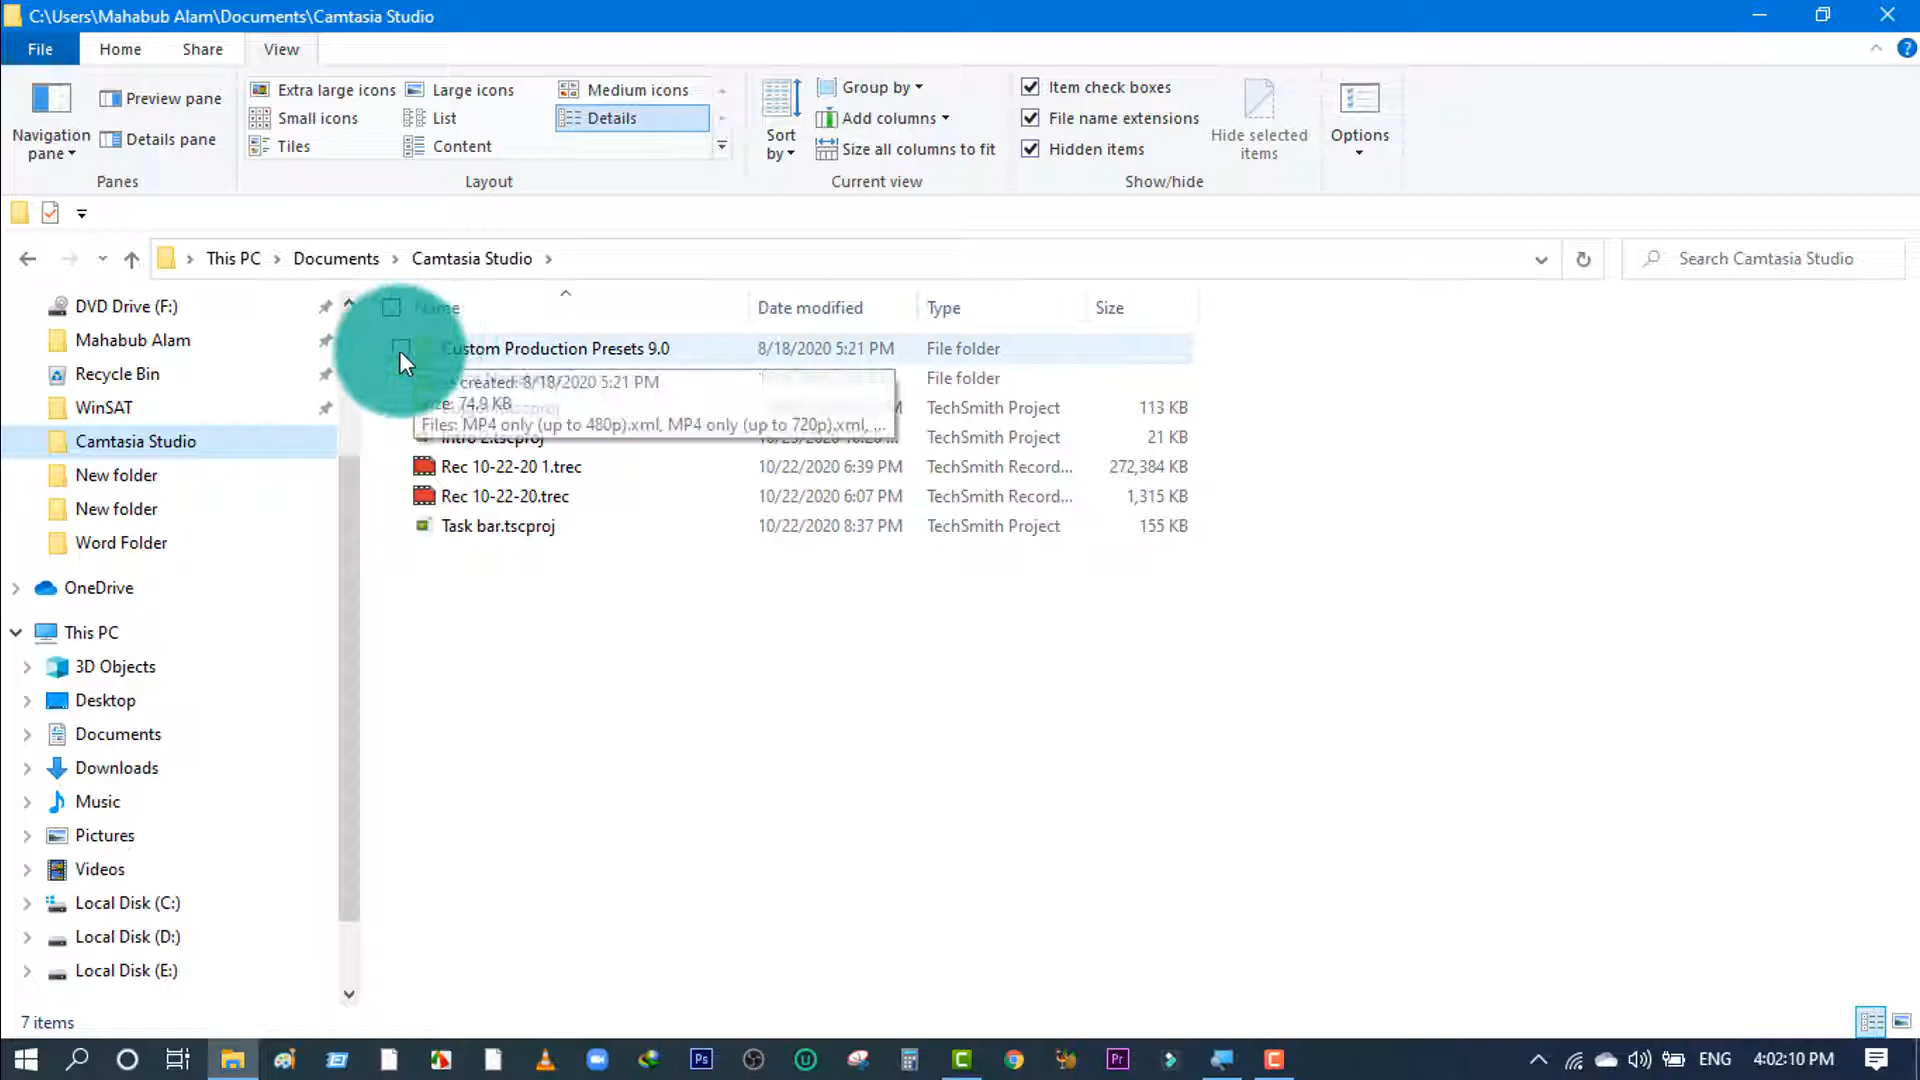 C:\Users\Mahabub Alam\Documents\Camtasia Studio
File Home Share View
Navigation pane
Preview pane
Details pane
Panes
Extra large icons Large icons Medium icons
Small icons List Details
Tiles Content
Layout
Sort by
Group by
Add columns
Size all columns to fit
Current view
Item check boxes
File name extensions
Hidden items
Show/hide
Hide selected items
Options
This PC Documents Camtasia Studio
Search Camtasia Studio
DVD Drive (F:)
Mahabub Alam
Recycle Bin
WinSAT
Camtasia Studio
New folder
New folder
Word Folder
OneDrive
This PC
3D Objects
Desktop
Documents
Downloads
Music
Pictures
Videos
Local Disk (C:)
Local Disk (D:)
Local Disk (E:)
Name Date modified Type Size
Custom Production Presets 9.0 8/18/2020 5:21 PM File folder
File folder
created: 8/18/2020 5:21 PM
74.9 KB
Files: MP4 only (up to 480p).xml, MP4 only (up to 720p).xml, ...
TechSmith Project 113 KB
TechSmith Project 21 KB
Rec 10-22-20 1.trec 10/22/2020 6:39 PM TechSmith Record... 272,384 KB
Rec 10-22-20.trec 10/22/2020 6:07 PM TechSmith Record... 1,315 KB
Task bar.tscproj 10/22/2020 8:37 PM TechSmith Project 155 KB
7 items
Ps
Pr
ENG
4:02:10 PM